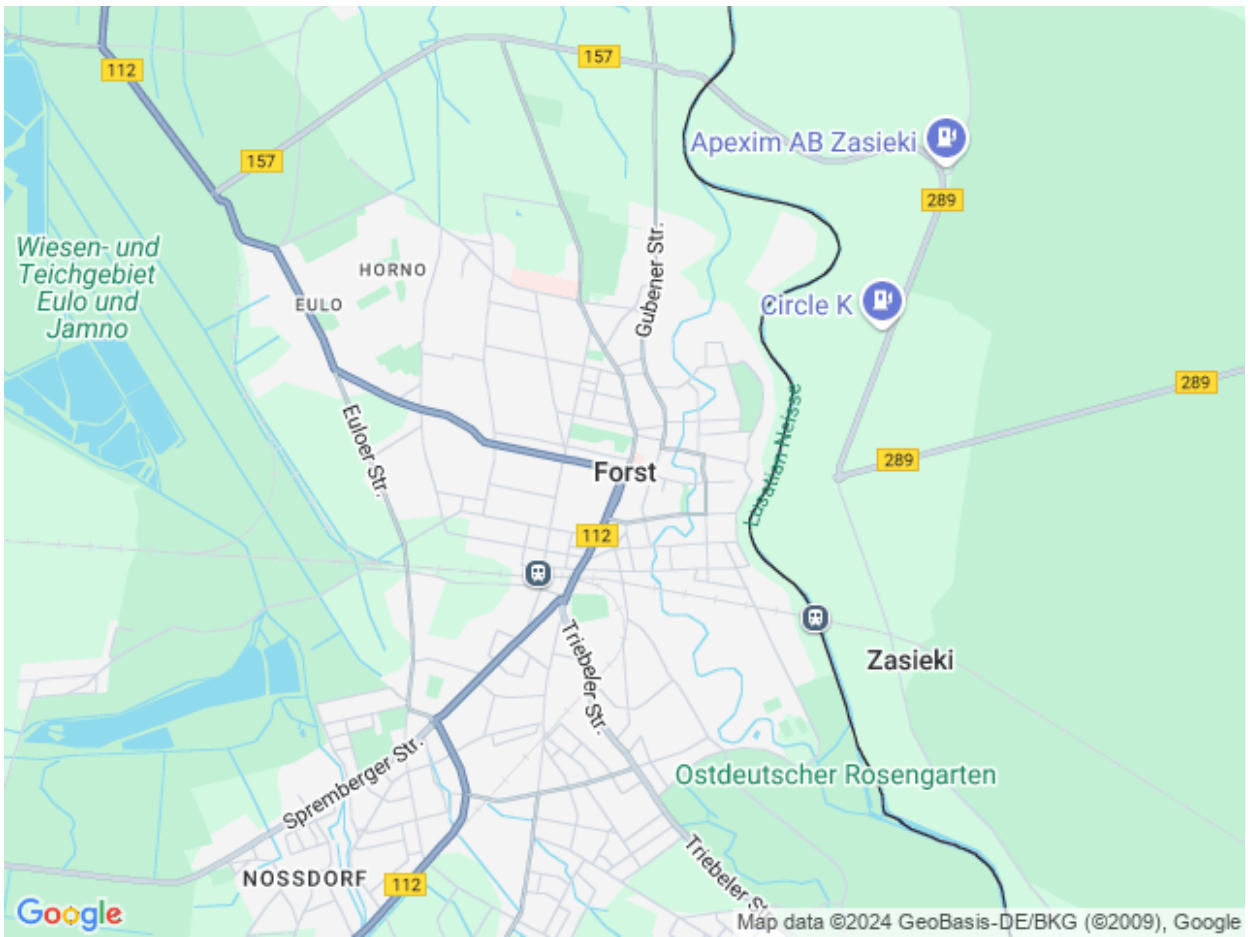 157
112
Apexim AB Zasieki
157
289
Wiesen- und
Teichgebiet
Eulo und
Jamno
HORNO
Gubener Str.
EULO
Circle K
289
Lusatian Neisse
Euloer Str.
289
Forst
112
Triebeler Str.
Zasieki
Spremberger Str.
Ostdeutscher Rosengarten
NOSSDORF
112
Triebeler St
Google
Map data ©2024 GeoBasis-DE/BKG (©2009), Google